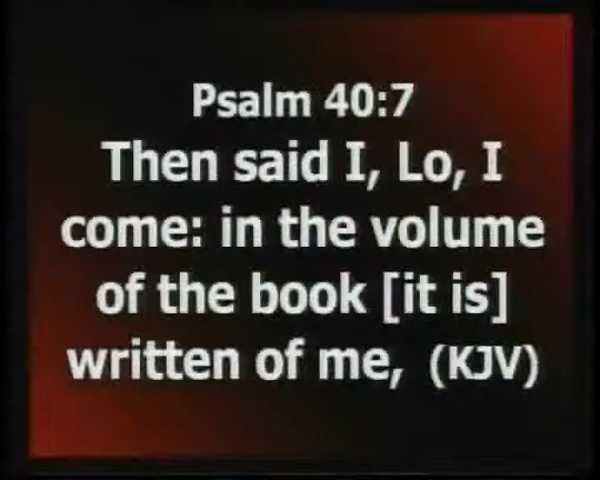 Psalm 40:7
Then said I, Lo, I
come: in the volume
of the book [it is]
written of me, (KJV)